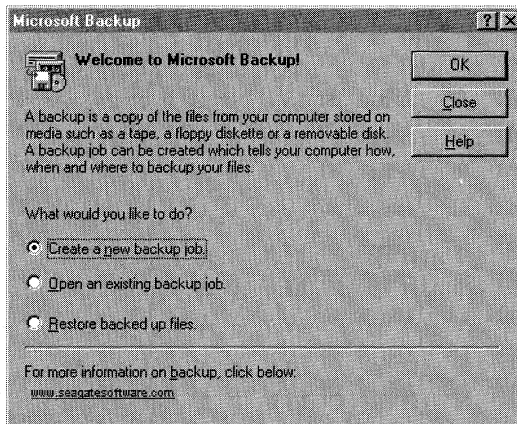 Microsoft Backup
Welcome to Microsoft Backup!
OK
Close
Help
A backup is a copy of the files from your computer stored on
media such as a tape, a floppy diskette or a removable disk.
A backup job can be created which tells your computer how,
when and where to backup your files.
What would you like to do?
Create a new backup job.
Open an existing backup job.
Restore backed up files.
For more information on backup, click below:
www.seagatesoftware.com